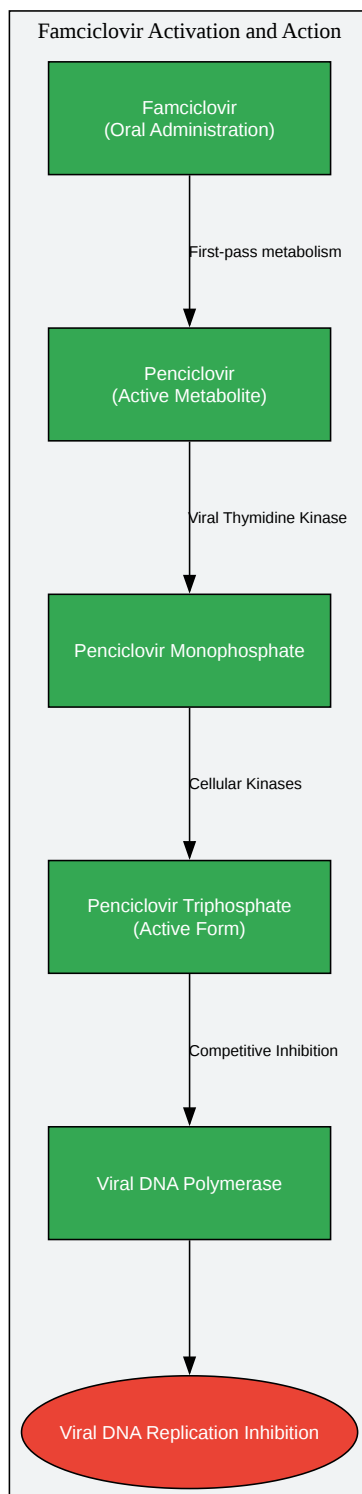 Famciclovir Activation and Action
Famciclovir
(Oral Administration)
First-pass metabolism
Penciclovir
(Active Metabolite)
Viral Thymidine Kinase
Penciclovir Monophosphate
Cellular Kinases
Penciclovir Triphosphate
(Active Form)
Competitive Inhibition
Viral DNA Polymerase
Viral DNA Replication Inhibition